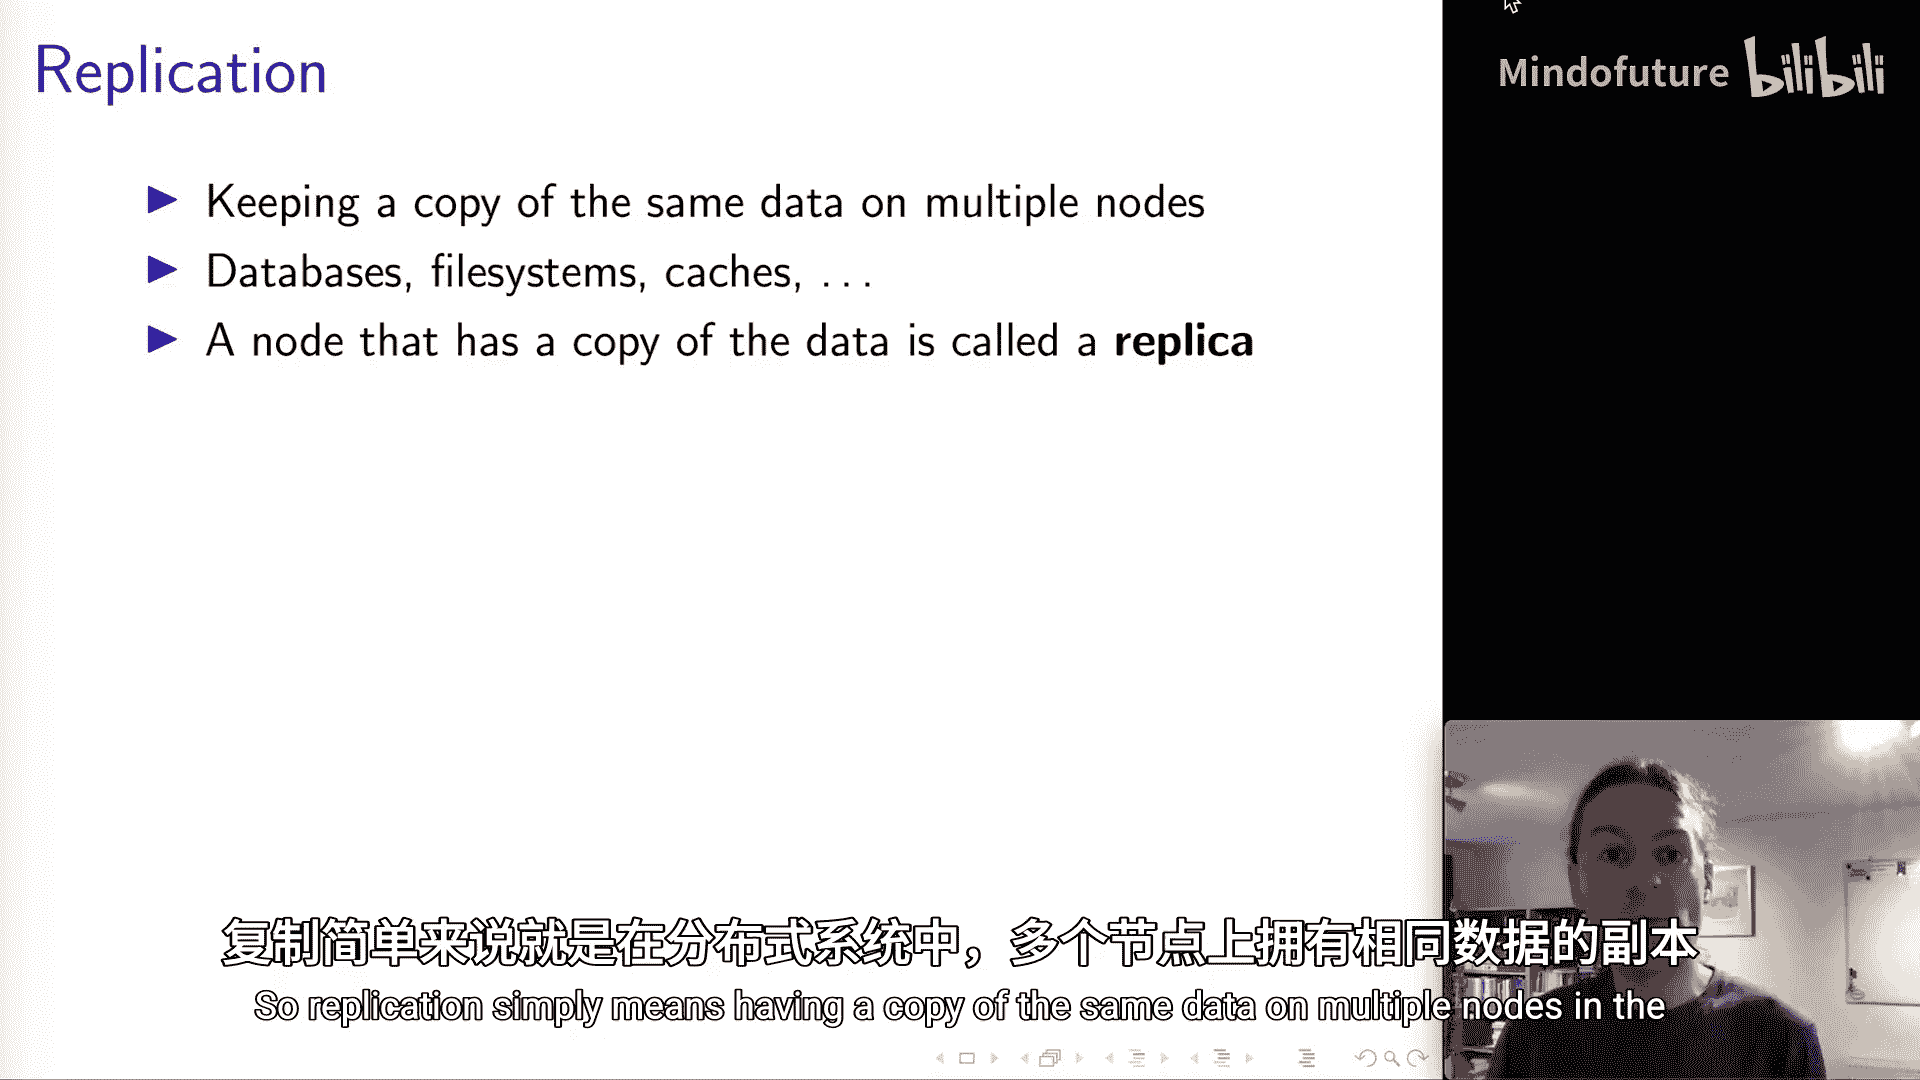 Replication
Mindofuture bilibili
Keeping a copy of the same data on multiple nodes
Databases, filesystems, caches, ...
A node that has a copy of the data is called a replica
复制简单来说就是在分布式系统中，多个节点上拥有相同数据的副本
So replication simply means having a copy of the same data on multiple nodes in the